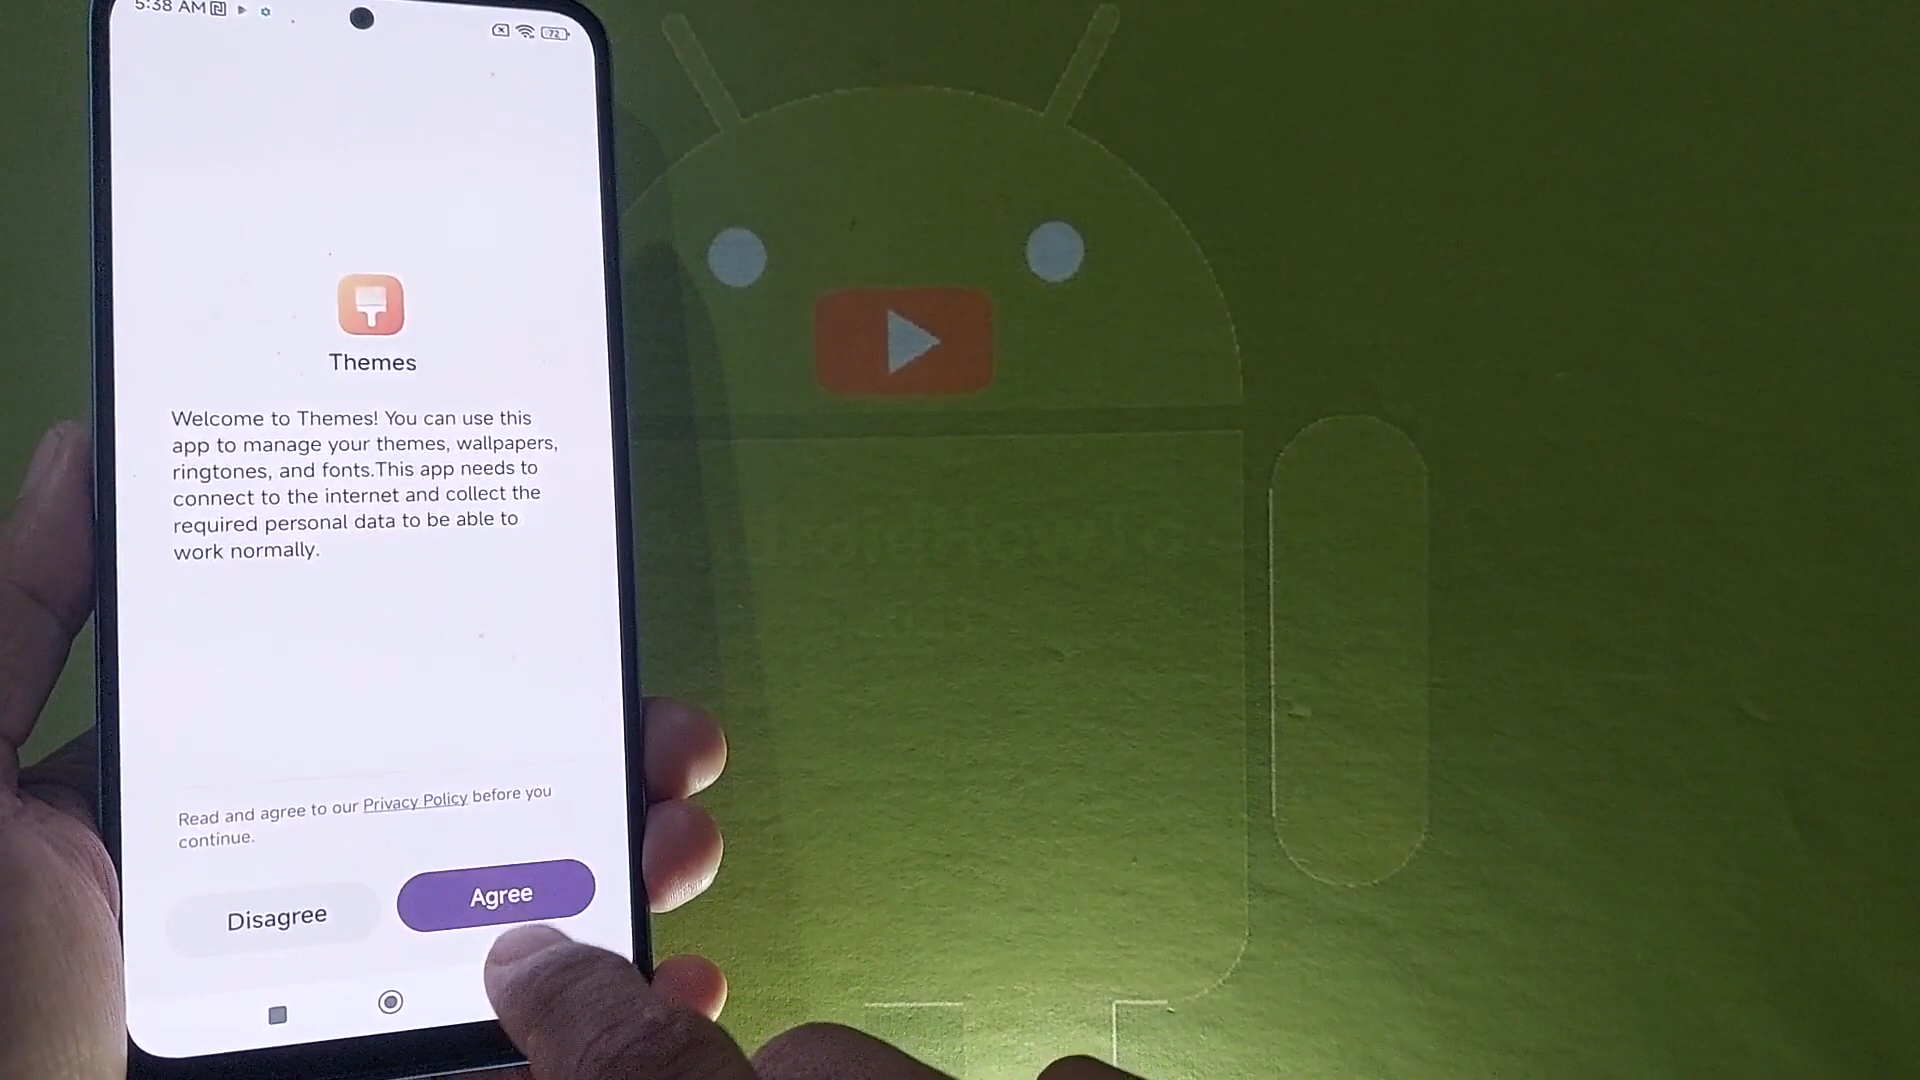 5:38 AM
72
Themes
Welcome to Themes! You can use this
app to manage your themes, wallpapers,
ringtones, and fonts.This app needs to
connect to the internet and collect the
required personal data to be able to
work normally.
Read and agree to our Privacy Policy before you
continue.
Disagree
Agree